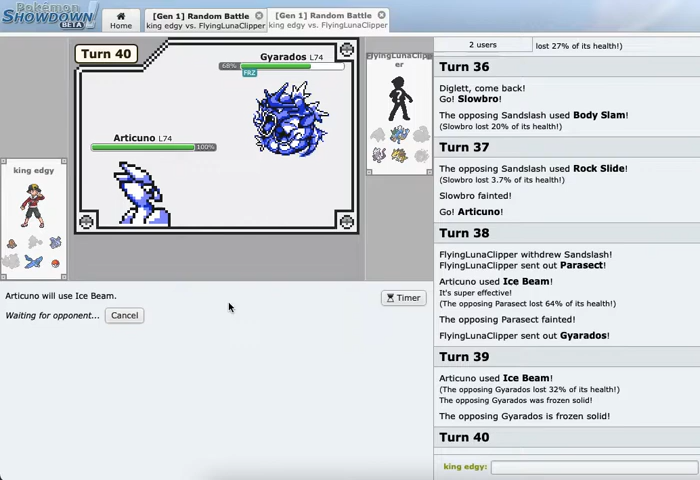 Pokémon
SHOWDOWN
BETA
Home
[Gen 1] Random Battle
king edgy vs. FlyingLunaClipper
[Gen 1] Random Battle
king edgy vs. FlyingLunaClipper
Turn 40
Gyarados L74
68%
FRZ
Articuno L74
100%
FlyingLunaClipp
er
king edgy
Articuno will use Ice Beam.
Timer
Waiting for opponent...
Cancel
2 users
lost 27% of its health!)
Turn 36
Diglett, come back!
Go! Slowbro!
The opposing Sandslash used Body Slam!
(Slowbro lost 20% of its health!)
Turn 37
The opposing Sandslash used Rock Slide!
(Slowbro lost 3.7% of its health!)
Slowbro fainted!
Go! Articuno!
Turn 38
FlyingLunaClipper withdrew Sandslash!
FlyingLunaClipper sent out Parasect!
Articuno used Ice Beam!
It's super effective!
(The opposing Parasect lost 64% of its health!)
The opposing Parasect fainted!
FlyingLunaClipper sent out Gyarados!
Turn 39
Articuno used Ice Beam!
(The opposing Gyarados lost 32% of its health!)
The opposing Gyarados was frozen solid!
The opposing Gyarados is frozen solid!
Turn 40
king edgy: